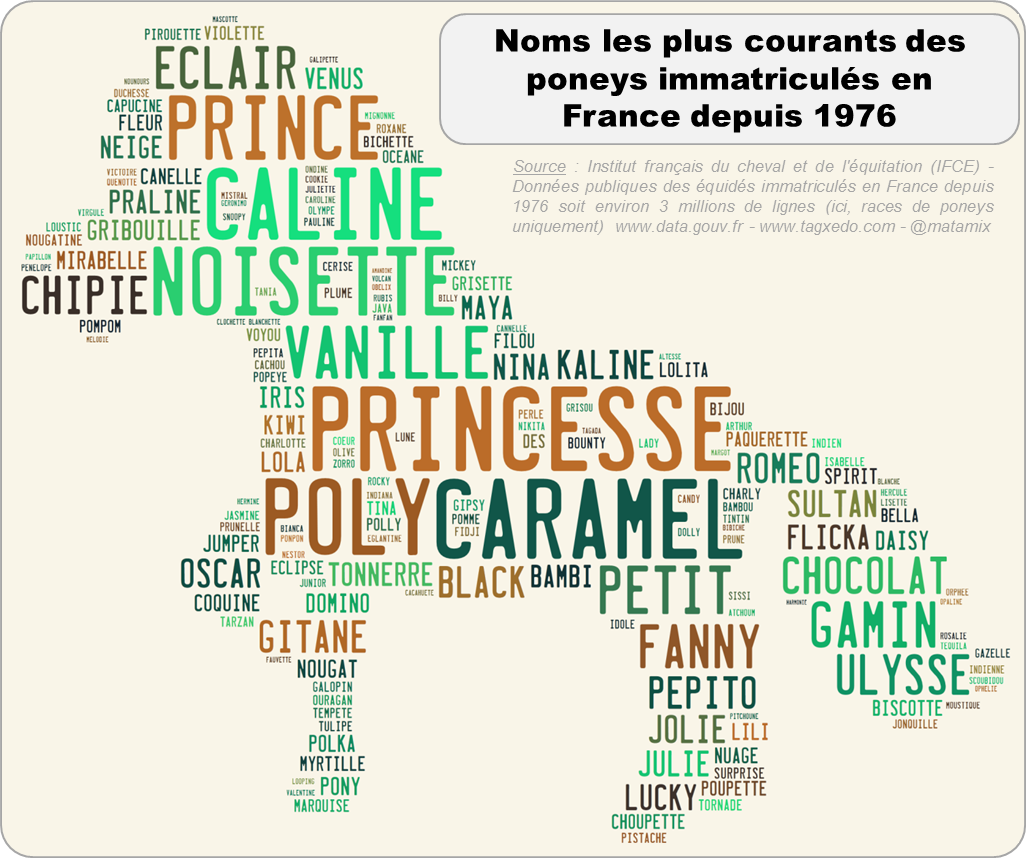 Noms les plus courants des
poneys immatriculés en
France depuis 1976
Source : Institut français du cheval et de l'équitation (IFCE) -
Données publiques des équidés immatriculés en France depuis
1976 soit environ 3 millions de lignes (ici, races de poneys
uniquement) www.data.gouv.fr - www.tagxedo.com - @matamix
MASCOTTE
PIROUETTE VIOLETTE
ECLAIR
GALIPETTE
VENUS
NOUNOURS
DUCHESSE
CAPUCINE
FLEUR
PRINCE
MIGNONNE
ROXANE
BICHETTE
NEIGE
OCEANE
VICTOIRE
QUENOTTE
CANELLE
CALINE
ONDINE
COOKIE
JULIETTE
CAROLINE
OLYMPE
PAULINE
PRALINE
MISTRAL
GERONIMO
SNOOPY
VIRGULE
LOUSTIC
GRIBOUILLE
NOUGATINE
PAPILLON
PENELOPE
MIRABELLE
NOISETTE
CERISE
PLUME
AMANDINE
VOLCAN
OBELIX
RUBIS
JAVA
FANFAN
MICKEY
GRISETTE
BILLY
MAYA
CHIPIE
TANIA
POMPOM
MELODIE
CLOCHETTE BLANCHETTE
VOYOU
VANILLE
CANNELLE
FILOU
PEPITA
CACHOU
POPEYE
NINA
KALINE
ALTESSE
LOLITA
IRIS
KIWI
CHARLOTTE
LOLA
PRINCESSE
COEUR
OLIVE
ZORRO
LUNE
PERLE
NIKITA
DES
GRISOU
TAGADA
BOUNTY
LADY
BIJOU
ARTHUR
PAQUERETTE
INDIEN
MARGOT
ROMEO
ISABELLE
SPIRIT
BLANCHE
POLY
CARAMEL
ROCKY
INDIANA
TINA
POLLY
EGLANTINE
GIPSY
POMME
FIDJI
CANDY
DOLLY
CHARLY
BAMBOU
TINTIN
BIBICHE
PRUNE
SULTAN
HERCULE
LISETTE
BELLA
HERMINE
JASMINE
PRUNELLE
JUMPER
BIANCA
PONPON
NESTOR
FLICKA
DAISY
OSCAR
ECLIPSE
JUNIOR
TONNERRE
CACAHUETE
BLACK
BAMBI
PETIT
SISSI
ATCHOUM
CHOCOLAT
ORPHEE
OPALINE
HARMONIE
COQUINE
TARZAN
DOMINO
IDOLE
GAMIN
ROSALIE
TEQUILA
GITANE
FAUVETTE
FANNY
ULYSSE
GAZELLE
INDIENNE
SCOUBIDOU
OPHELIE
NOUGAT
GALOPIN
OURAGAN
TEMPETE
TULIPE
PEPITO
BISCOTTE
MOUSTIQUE
JONQUILLE
JOLIE
PITCHOUNE
LILI
POLKA
MYRTILLE
JULIE
NUAGE
SURPRISE
LOOPING
VALENTINE
PONY
MARQUISE
LUCKY
POUPETTE
TORNADE
CHOUPETTE
PISTACHE